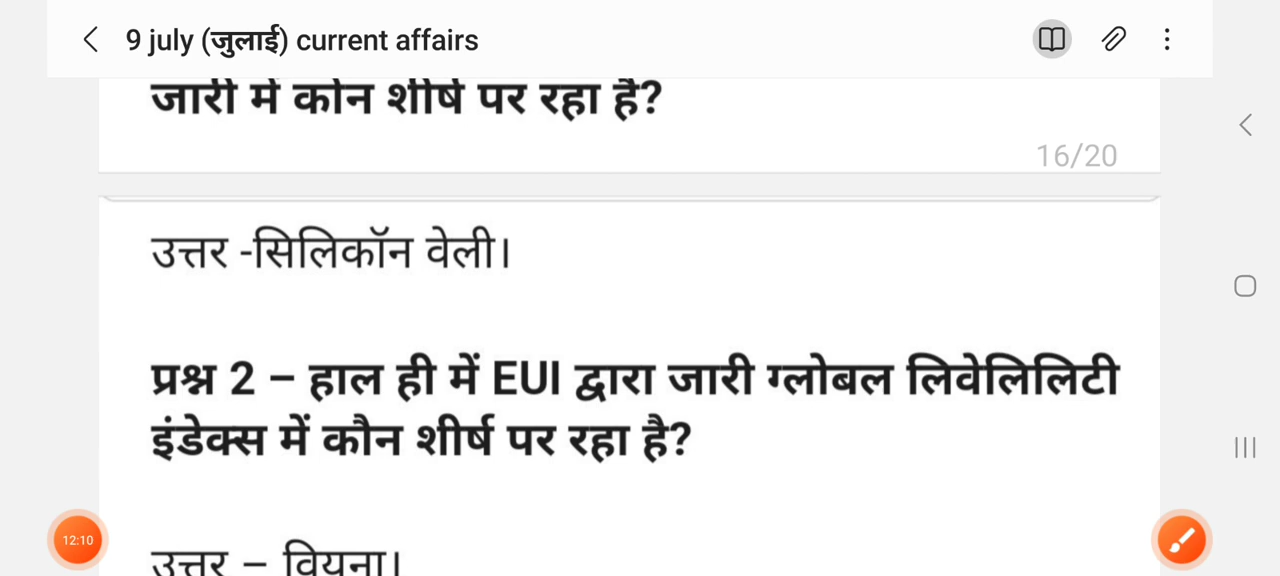 9 july (जुलाई) current affairs
जारी में कौन शीर्ष पर रहा है?
16/20
उत्तर -सिलिकॉन वेली।
प्रश्न 2 – हाल ही में EUI द्वारा जारी ग्लोबल लिवेलिलिटी
इंडेक्स में कौन शीर्ष पर रहा है?
उत्तर – वियना।
12:10